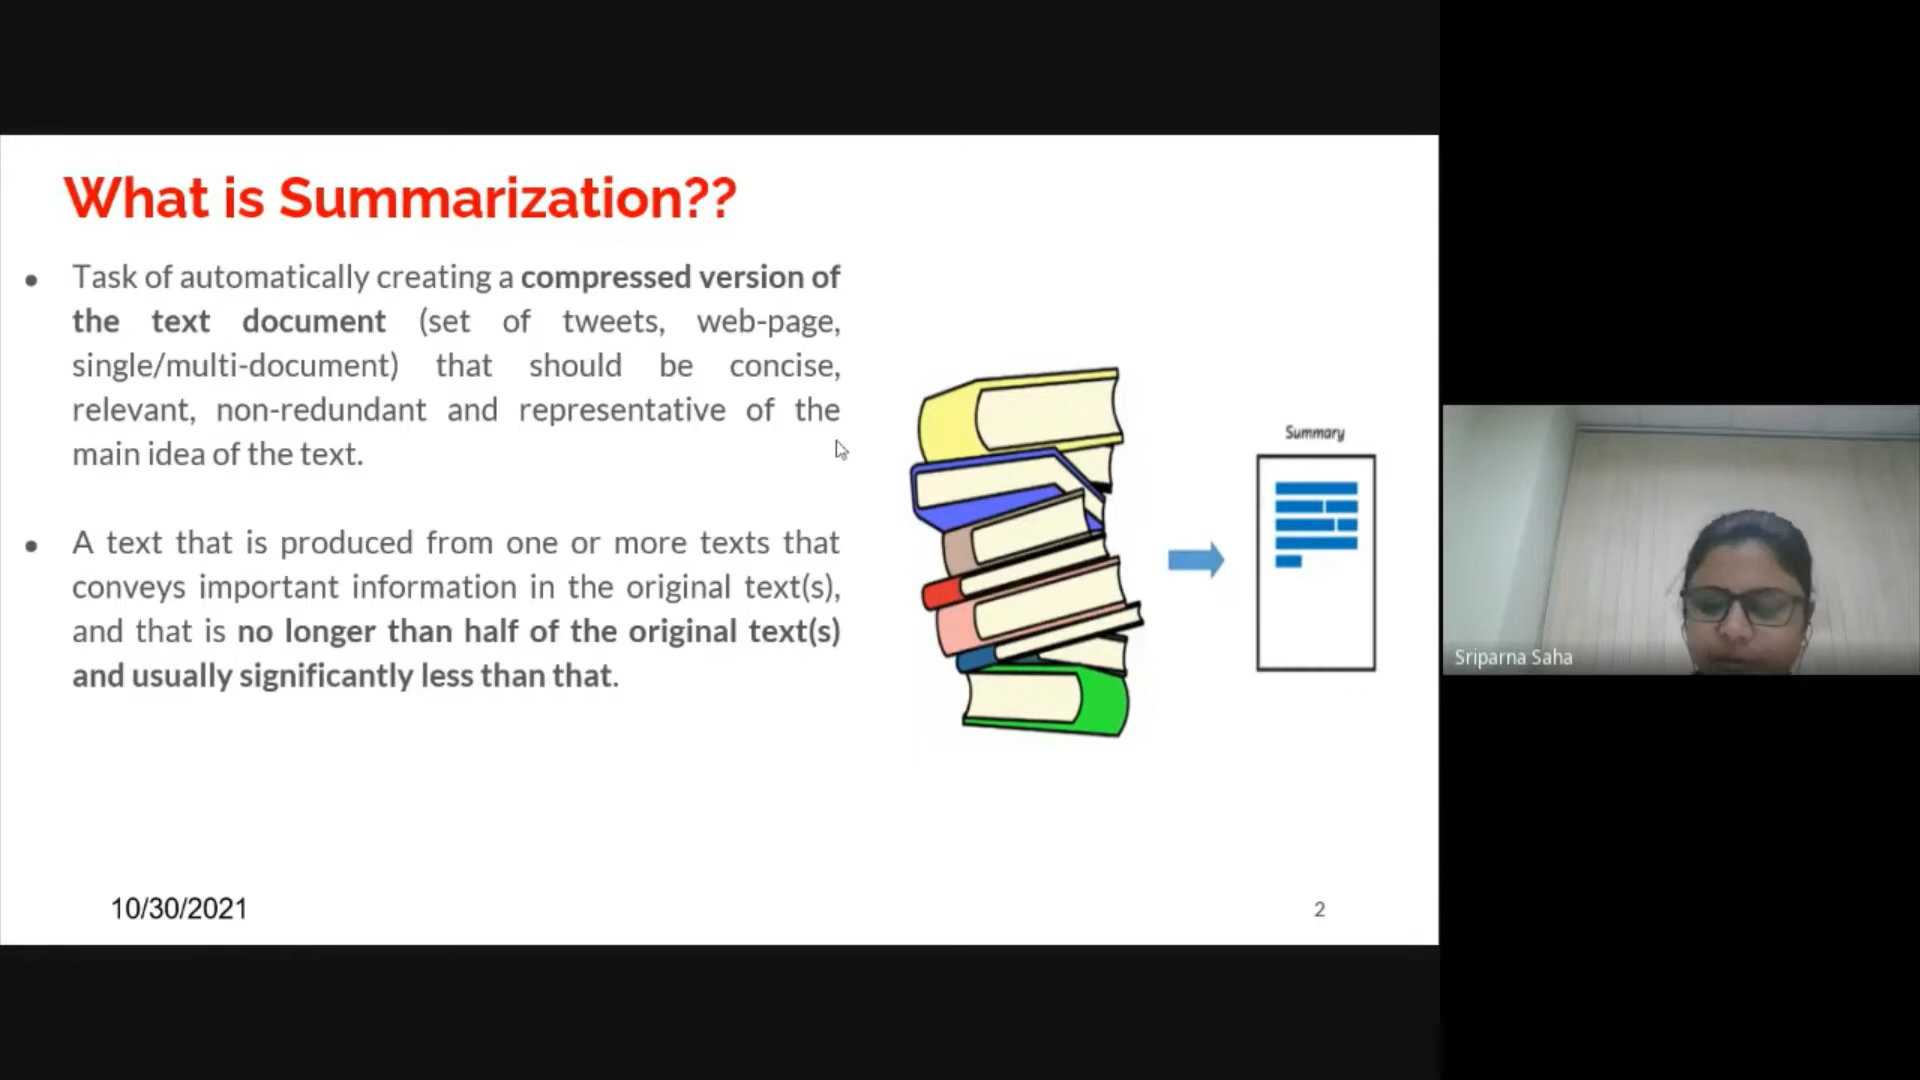 What is Summarization??
• Task of automatically creating a compressed version of
the text document (set of tweets, web-page,
single/multi-document) that should be concise,
relevant, non-redundant and representative of the
main idea of the text.
• A text that is produced from one or more texts that
conveys important information in the original text(s),
and that is no longer than half of the original text(s)
and usually significantly less than that.
Summary
10/30/2021
2
Sriparna Saha